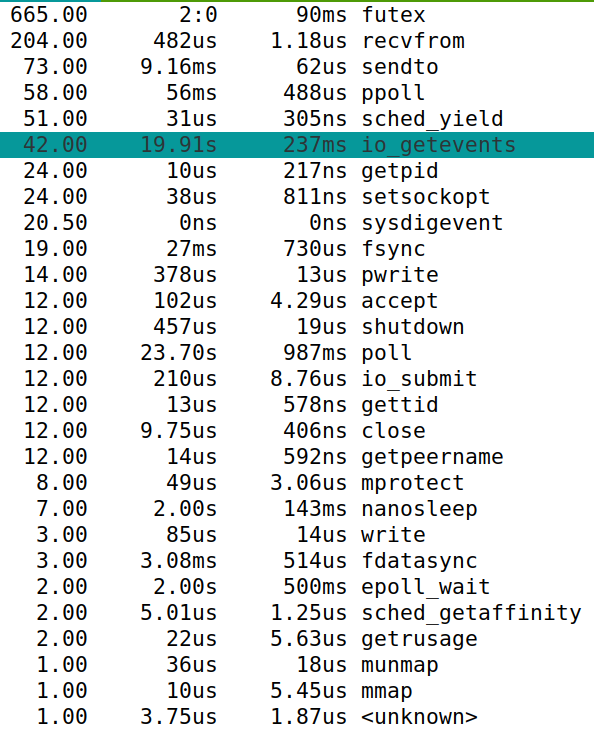 665.00 2:0 90ms futex
204.00 482us 1.18us recvfrom
73.00 9.16ms 62us sendto
58.00 56ms 488us ppoll
51.00 31us 305ns sched_yield
42.00 19.91s 237ms io_getevents
24.00 10us 217ns getpid
24.00 38us 811ns setsockopt
20.50 0ns 0ns sysdigevent
19.00 27ms 730us fsync
14.00 378us 13us pwrite
12.00 102us 4.29us accept
12.00 457us 19us shutdown
12.00 23.70s 987ms poll
12.00 210us 8.76us io_submit
12.00 13us 578ns gettid
12.00 9.75us 406ns close
12.00 14us 592ns getpeername
8.00 49us 3.06us mprotect
7.00 2.00s 143ms nanosleep
3.00 85us 14us write
3.00 3.08ms 514us fdatasync
2.00 2.00s 500ms epoll_wait
2.00 5.01us 1.25us sched_getaffinity
2.00 22us 5.63us getrusage
1.00 36us 18us munmap
1.00 10us 5.45us mmap
1.00 3.75us 1.87us <unknown>